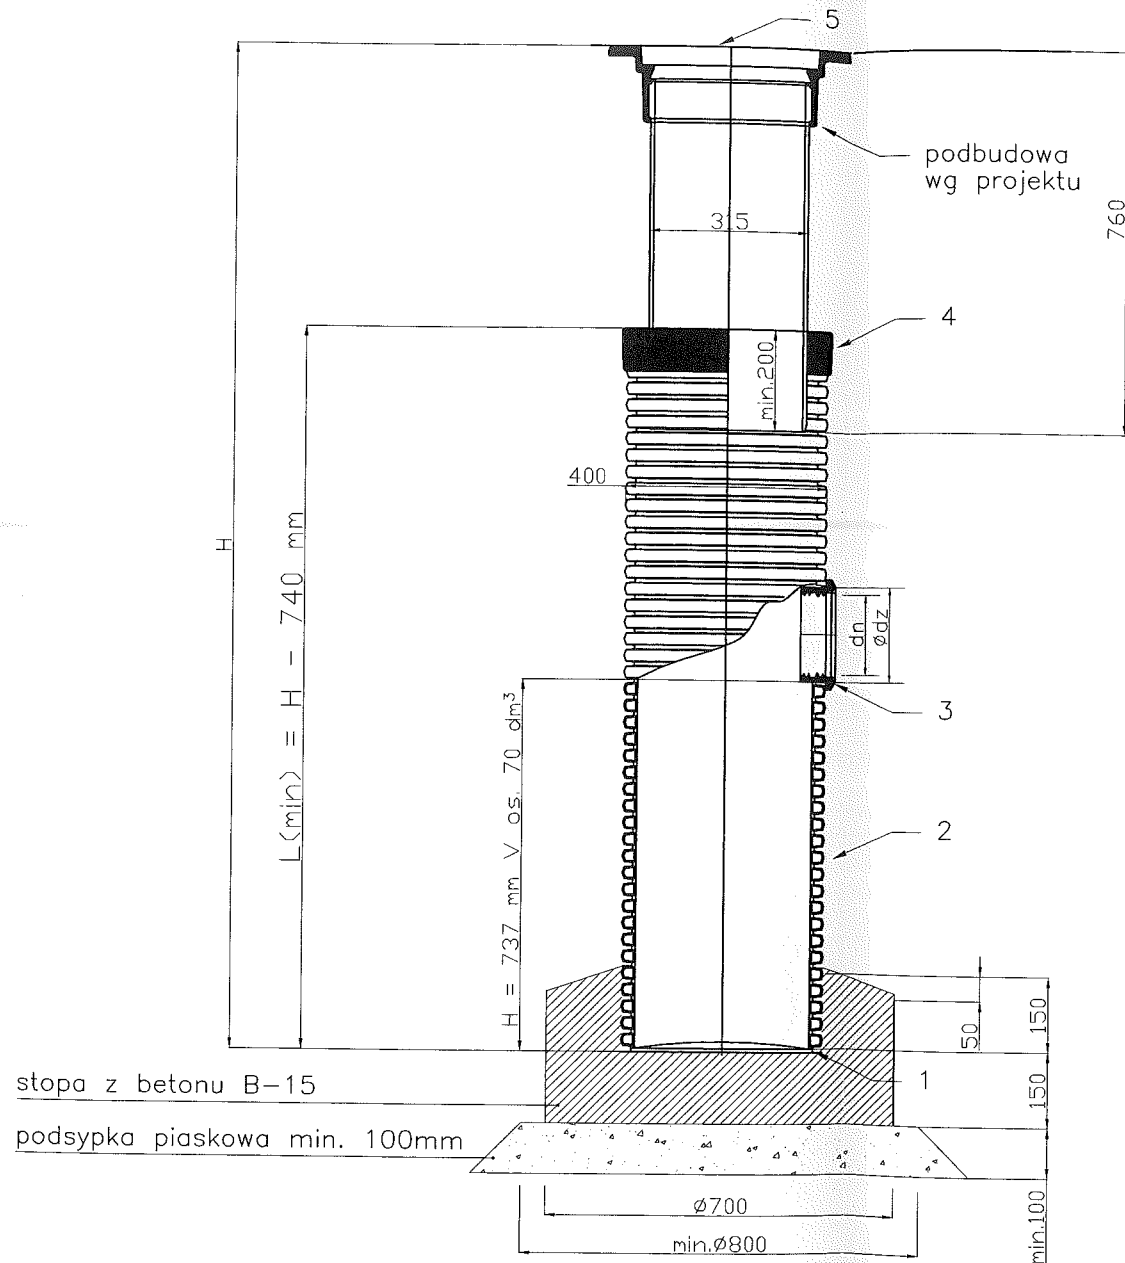 5
podbudowa
wg projektu
760
315
4
min.200
400
H
L(min) = H - 740 mm
dn
Ødz
3
H = 737 mm V os. 70 dm³
2
50
150
1
150
stopa z betonu B-15
podsypka piaskowa min. 100mm
Ø700
min.Ø800
min.100